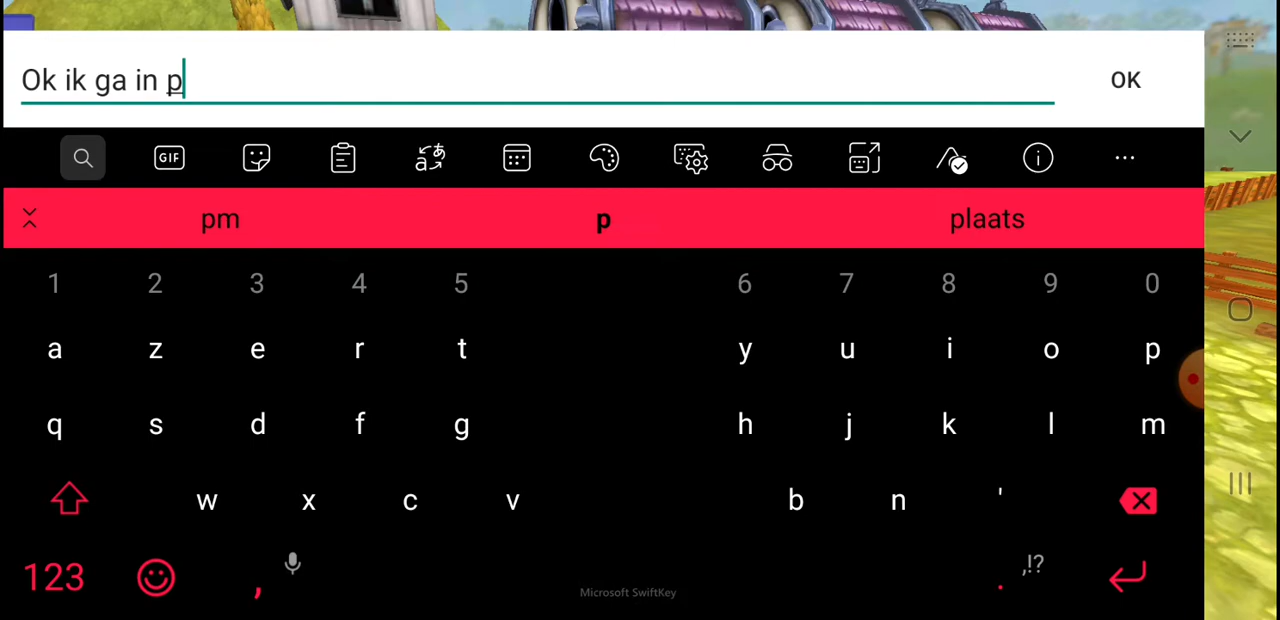 Ok ik ga in p
OK
GIF
pm p plaats
1 2 3 4 5 6 7 8 9 0
a z e r t y u i o p
q s d f g h j k l m
w x c v b n '
123 , . ,!?
Microsoft SwiftKey